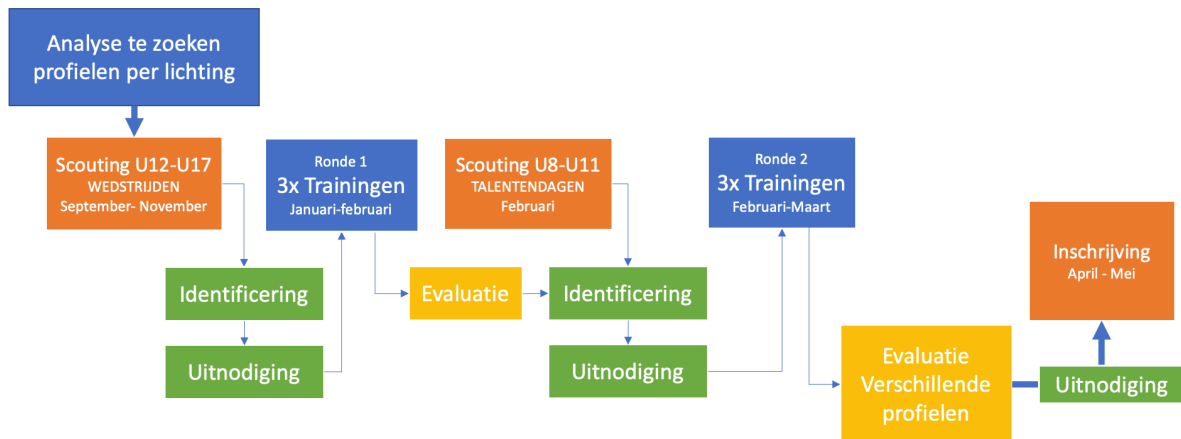 Analyse te zoeken
profielen per lichting
Scouting U12-U17
WEDSTRIJDEN
September- November
Identificering
Uitnodiging
Ronde 1
3x Trainingen
Januari-februari
Evaluatie
Scouting U8-U11
TALENTENDAGEN
Februari
Identificering
Uitnodiging
Ronde 2
3x Trainingen
Februari-Maart
Evaluatie
Verschillende
profielen
Uitnodiging
Inschrijving
April - Mei